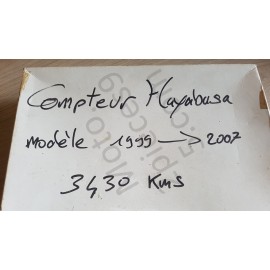 Compteur Hayabusa
modèle 1999 → 2007
3430 Kms